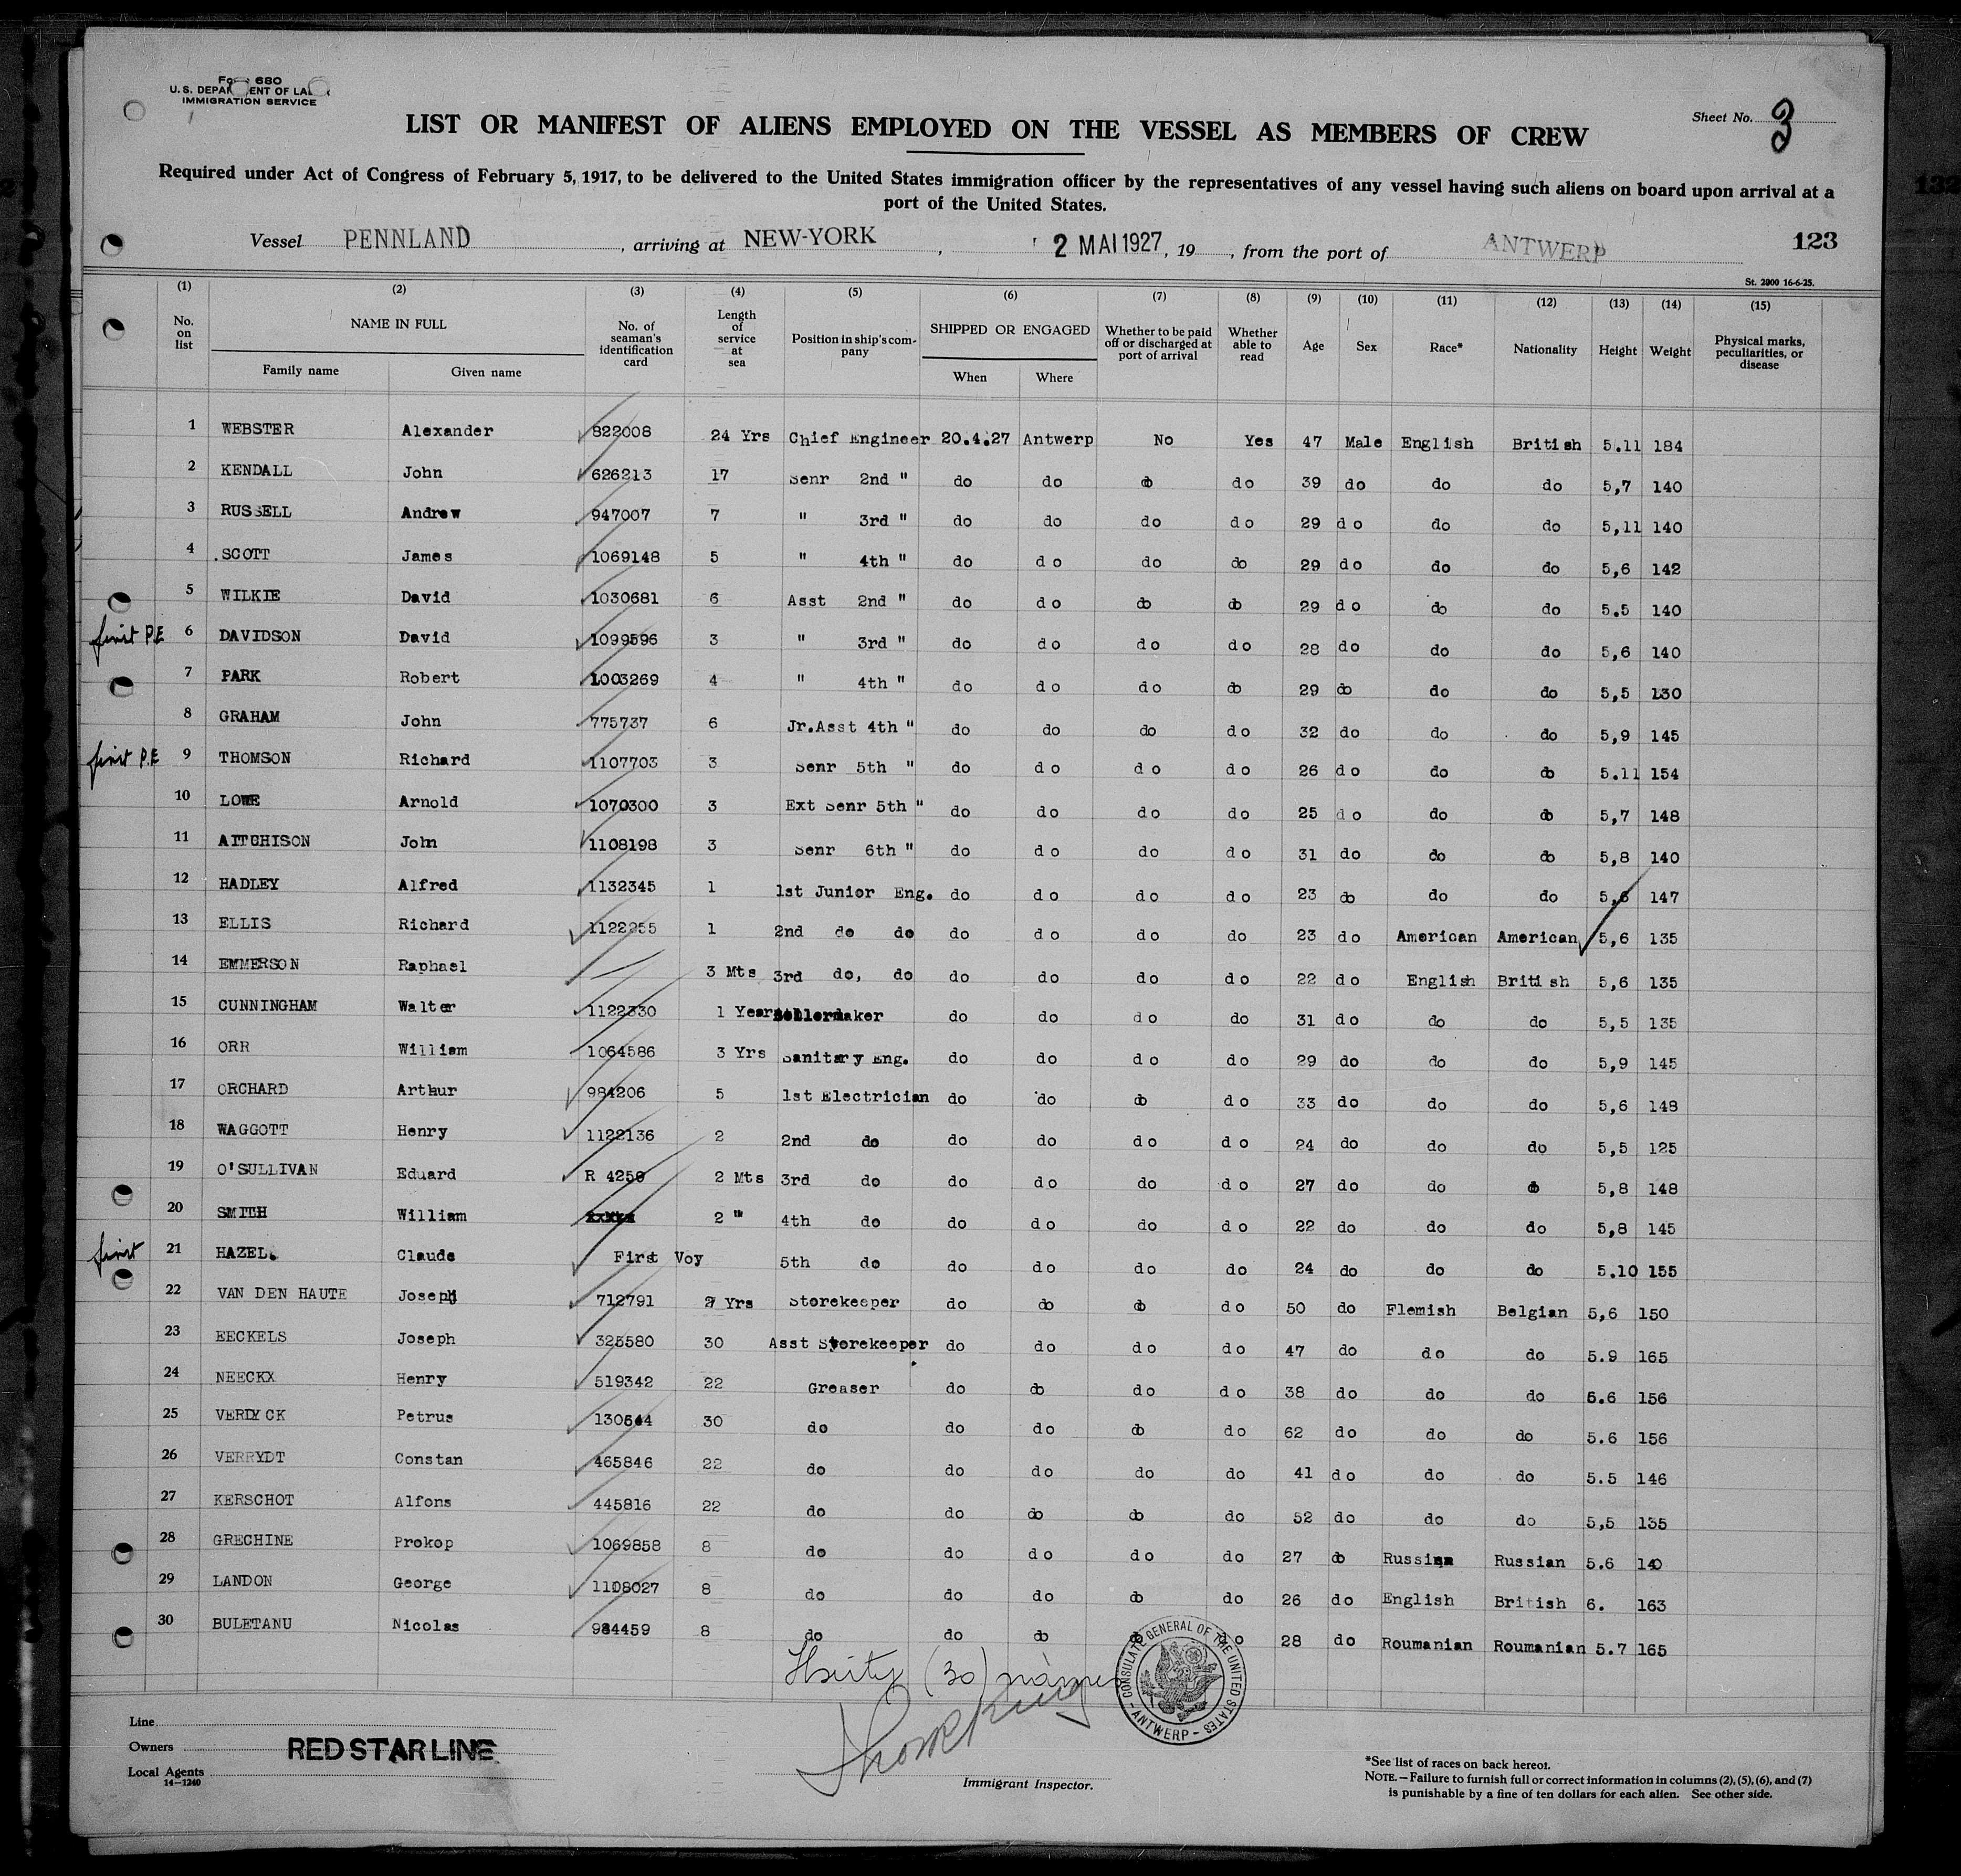 Fo 680
U. S. DEPA ENT OF LA
IMMIGRATION SERVICE
Sheet No. 3
LIST OR MANIFEST OF ALIENS EMPLOYED ON THE VESSEL AS MEMBERS OF CREW
Required under Act of Congress of February 5, 1917, to be delivered to the United States immigration officer by the representatives of any vessel having such aliens on board upon arrival at a
port of the United States.
Vessel PENNLAND, arriving at NEW-YORK, 2 MAI 1927, 19, from the port of ANTWERP 123
St. 2000 16-6-25.
(1) (2) (3) (4) (5) (6) (7) (8) (9) (10) (11) (12) (13) (14) (15)
No. on list NAME IN FULL Family name Given name No. of seaman's identification card Length of service at sea Position in ship's company SHIPPED OR ENGAGED When Where Whether to be paid off or discharged at port of arrival Whether able to read Age Sex Race* Nationality Height Weight Physical marks, peculiarities, or disease
1 WEBSTER Alexander 822008 24 Yrs Chief Engineer 20.4.27 Antwerp No Yes 47 Male English British 5.11 184
2 KENDALL John 626213 17 Senr 2nd " do do do do 39 do do do 5,7 140
3 RUSSELL Andrew 947007 7 " 3rd " do do do do 29 do do do 5,11 140
4 SCOTT James 1069148 5 " 4th " do do do do 29 do do do 5,6 142
5 WILKIE David 1030681 6 Asst 2nd " do do do do 29 do do do 5.5 140
first P.E 6 DAVIDSON David 1099596 3 " 3rd " do do do do 28 do do do 5,6 140
7 PARK Robert 1003269 4 " 4th " do do do do 29 do do do 5,5 130
8 GRAHAM John 775737 6 Jr.Asst 4th " do do do do 32 do do do 5,9 145
first P.E 9 THOMSON Richard 1107703 3 Senr 5th " do do do do 26 do do do 5.11 154
10 LOWE Arnold 1070300 3 Ext Senr 5th " do do do do 25 do do do 5,7 148
11 AITCHISON John 1108198 3 Senr 6th " do do do do 31 do do do 5,8 140
12 HADLEY Alfred 1132345 1 1st Junior Eng. do do do do 23 do do do 5,6 147
13 ELLIS Richard 1122255 1 2nd do do do do do do 23 do American American 5,6 135
14 EMMERSON Raphael 3 Mts 3rd do, do do do do do 22 do English British 5,6 135
15 CUNNINGHAM Walter 1122330 1 Year Boilermaker do do do do 31 do do do 5,5 135
16 ORR William 1064586 3 Yrs Sanitary Eng. do do do do 29 do do do 5,9 145
17 ORCHARD Arthur 984206 5 1st Electrician do do do do 33 do do do 5,6 148
18 WAGGOTT Henry 1122136 2 2nd do do do do do 24 do do do 5,5 125
19 O'SULLIVAN Eduard R 4259 2 Mts 3rd do do do do do 27 do do do 5,8 148
20 SMITH William 2 " 4th do do do do do 22 do do do 5,8 145
first 21 HAZEL. Claude First Voy 5th do do do do do 24 do do do 5.10 155
22 VAN DEN HAUTE Joseph 712791 Yrs Storekeeper do do do do 50 do Flemish Belgian 5,6 150
23 EECKELS Joseph 325580 30 Asst Storekeeper do do do do 47 do do do 5.9 165
24 NEECKX Henry 519342 22 Greaser do do do do 38 do do do 5.6 156
25 VERDYCK Petrus 130644 30 do do do do do 62 do do do 5.6 156
26 VERRYDT Constan 465846 22 do do do do do 41 do do do 5.5 146
27 KERSCHOT Alfons 445816 22 do do do do do 52 do do do 5,5 135
28 GRECHINE Prokop 1069858 8 do do do do do 27 do Russian Russian 5.6 140
29 LANDON George 1108027 8 do do do do do 26 do English British 6. 163
30 BULETANU Nicolas 984459 8 do do do do do 28 do Roumanian Roumanian 5.7 165
Thirty (30) names
CONSULATE GENERAL OF THE UNITED STATES - ANTWERP -
Line
Owners RED STAR LINE
Local Agents
14-1240
Immigrant Inspector.
*See list of races on back hereof.
NOTE.—Failure to furnish full or correct information in columns (2), (5), (6), and (7)
is punishable by a fine of ten dollars for each alien. See other side.
132